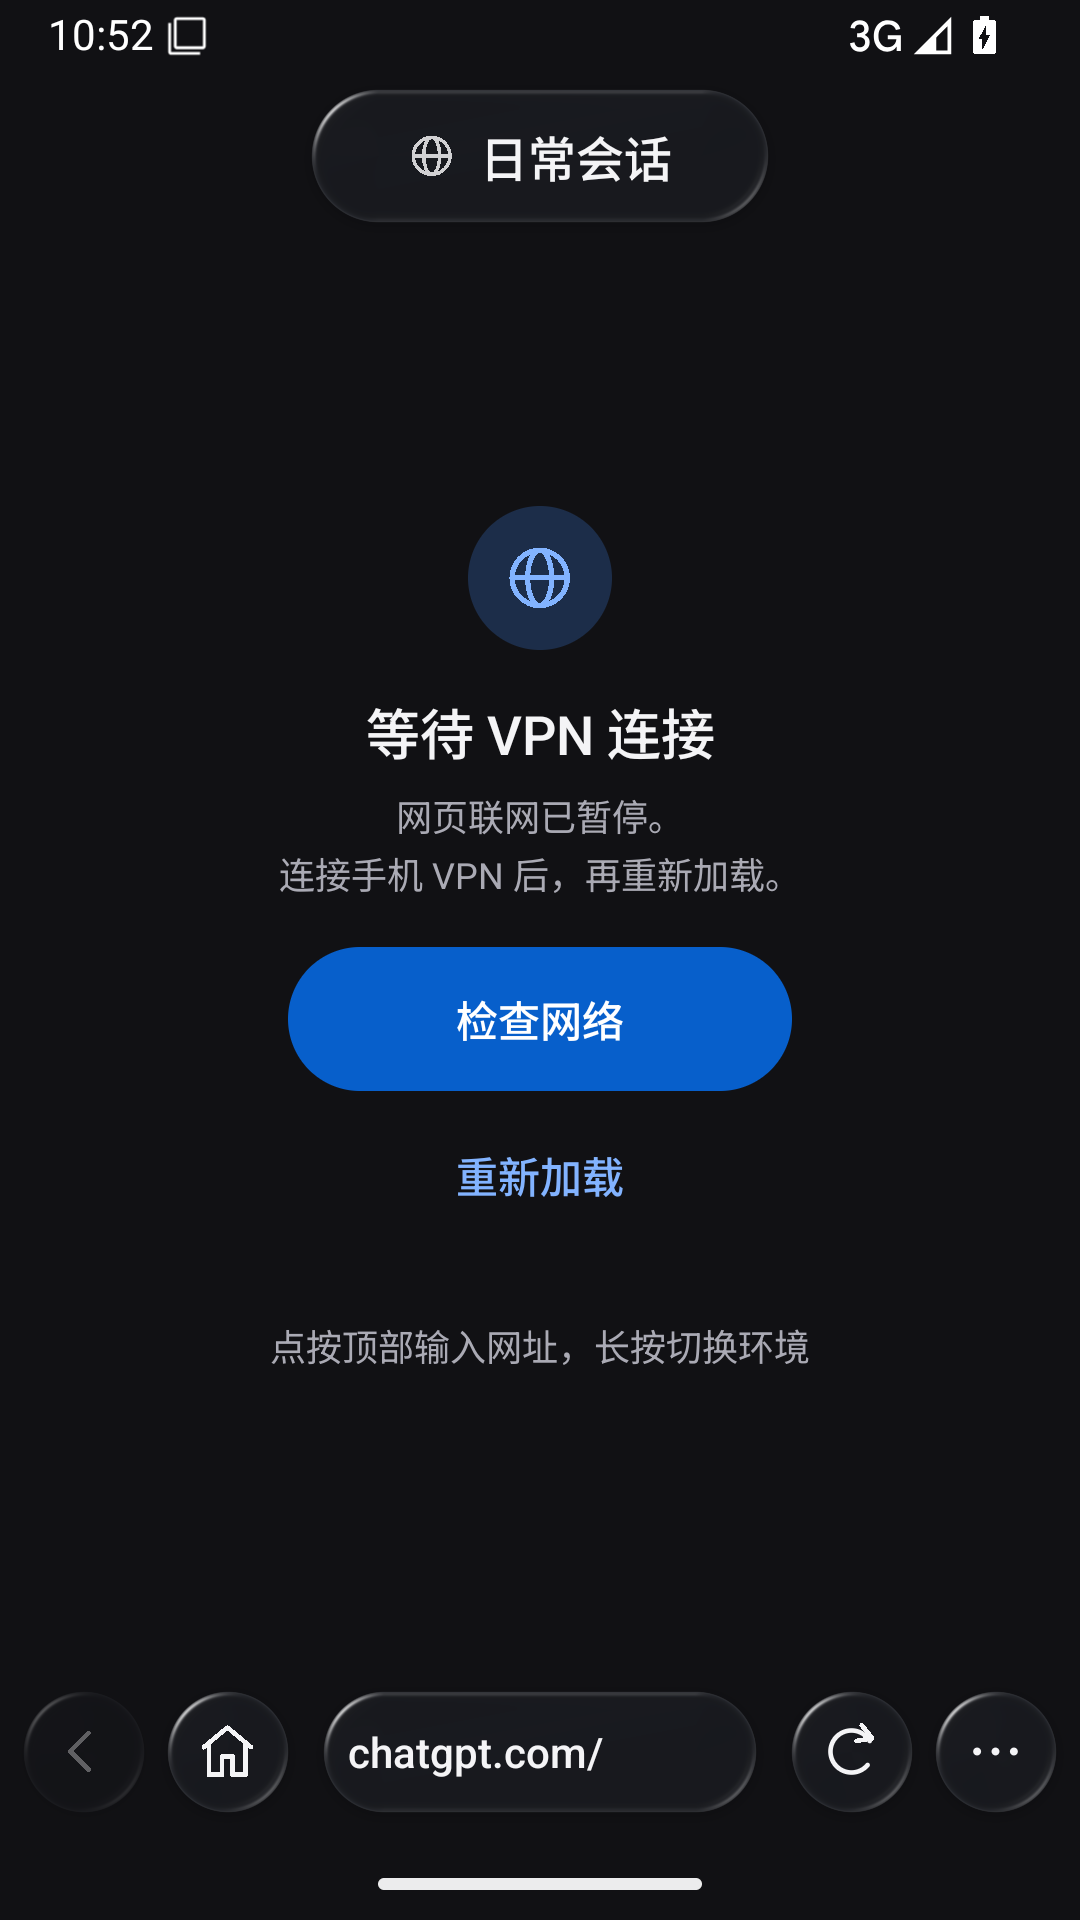 10:52
3G
日常会话
等待 VPN 连接
网页联网已暂停。
连接手机 VPN 后，再重新加载。
检查网络
重新加载
点按顶部输入网址，长按切换环境
chatgpt.com/